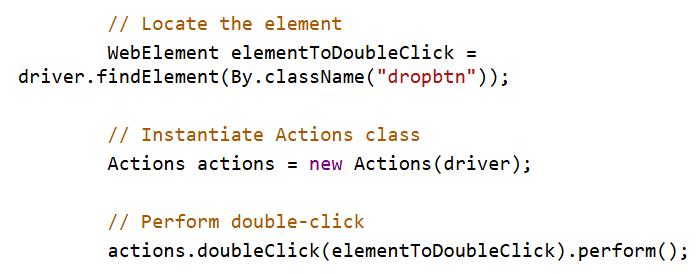 // Locate the element
WebElement elementToDoubleClick =
driver.findElement(By.className("dropbtn"));
// Instantiate Actions class
Actions actions = new Actions(driver);
// Perform double-click
actions.doubleClick(elementToDoubleClick).perform();